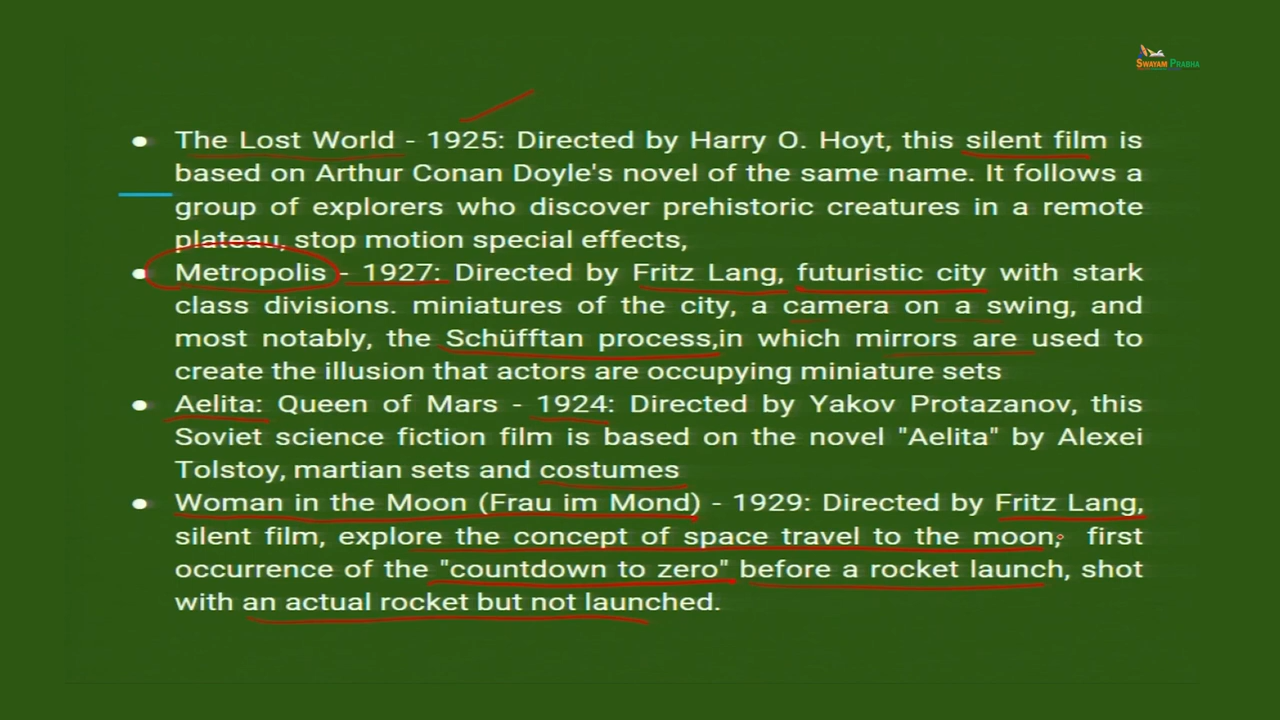 SWAYAM PRABHA
● The Lost World - 1925: Directed by Harry O. Hoyt, this silent film is
based on Arthur Conan Doyle's novel of the same name. It follows a
group of explorers who discover prehistoric creatures in a remote
plateau, stop motion special effects,
● Metropolis - 1927: Directed by Fritz Lang, futuristic city with stark
class divisions. miniatures of the city, a camera on a swing, and
most notably, the Schüfftan process,in which mirrors are used to
create the illusion that actors are occupying miniature sets
● Aelita: Queen of Mars - 1924: Directed by Yakov Protazanov, this
Soviet science fiction film is based on the novel "Aelita" by Alexei
Tolstoy, martian sets and costumes
● Woman in the Moon (Frau im Mond) - 1929: Directed by Fritz Lang,
silent film, explore the concept of space travel to the moon, first
occurrence of the "countdown to zero" before a rocket launch, shot
with an actual rocket but not launched.